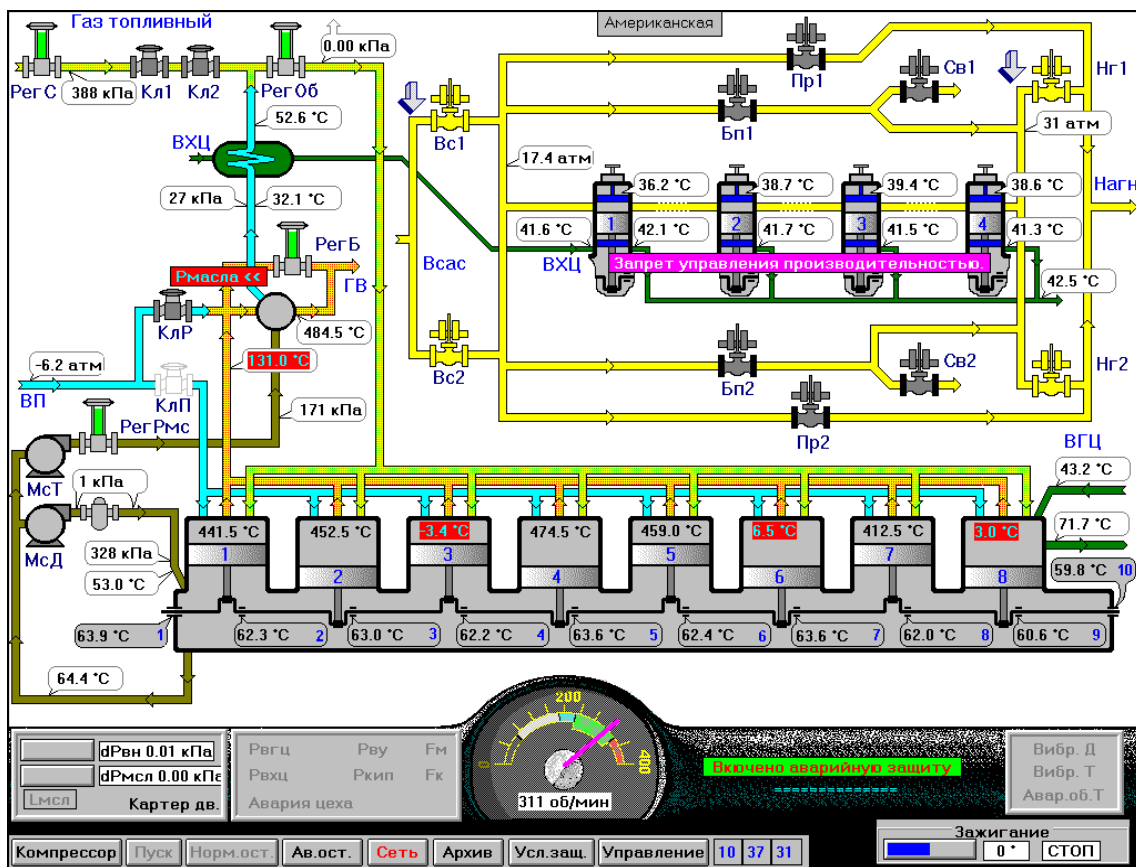 Газ топливный
Американская
0.00 кПа
РегС
388 кПа
Кл1
Кл2
РегОб
Пр1
Св1
Нг1
52.6 °C
ВХЦ
Вс1
Бп1
31 атм
17.4 атм
27 кПа
32.1 °C
36.2 °C
38.7 °C
39.4 °C
38.6 °C
Нагн
1
2
3
4
41.6 °C
42.1 °C
41.7 °C
41.5 °C
41.3 °C
РегБ
Всас
ВХЦ
Запрет управления производительностью.
Рмасла <<
ГВ
42.5 °C
КлР
484.5 °C
131.0 °C
-6.2 атм
ВП
КлП
Вс2
Бп2
Св2
Нг2
171 кПа
РегРмс
Пр2
ВГЦ
МсТ
1 кПа
43.2 °C
МсД
441.5 °C
452.5 °C
-3.4 °C
474.5 °C
459.0 °C
6.5 °C
412.5 °C
3.0 °C
71.7 °C
328 кПа
53.0 °C
1
2
3
4
5
6
7
8
59.8 °C 10
63.9 °C 1
62.3 °C 2
63.0 °C 3
62.2 °C 4
63.6 °C 5
62.4 °C 6
63.6 °C 7
62.0 °C 8
60.6 °C 9
64.4 °C
0
200
400
311 об/мин
dРвн 0.01 кПа
dРмсл 0.00 кПа
Lмсл
Картер дв.
Рвгц Рву Fм
Рвхц Ркип Fк
Авария цеха
Вкючено аварийную защиту
Вибр. Д
Вибр. Т
Авар.об.Т
Компрессор
Пуск
Норм.ост.
Ав.ост.
Сеть
Архив
Усл.защ.
Управление
10 37 31
Зажигание
0 °
СТОП